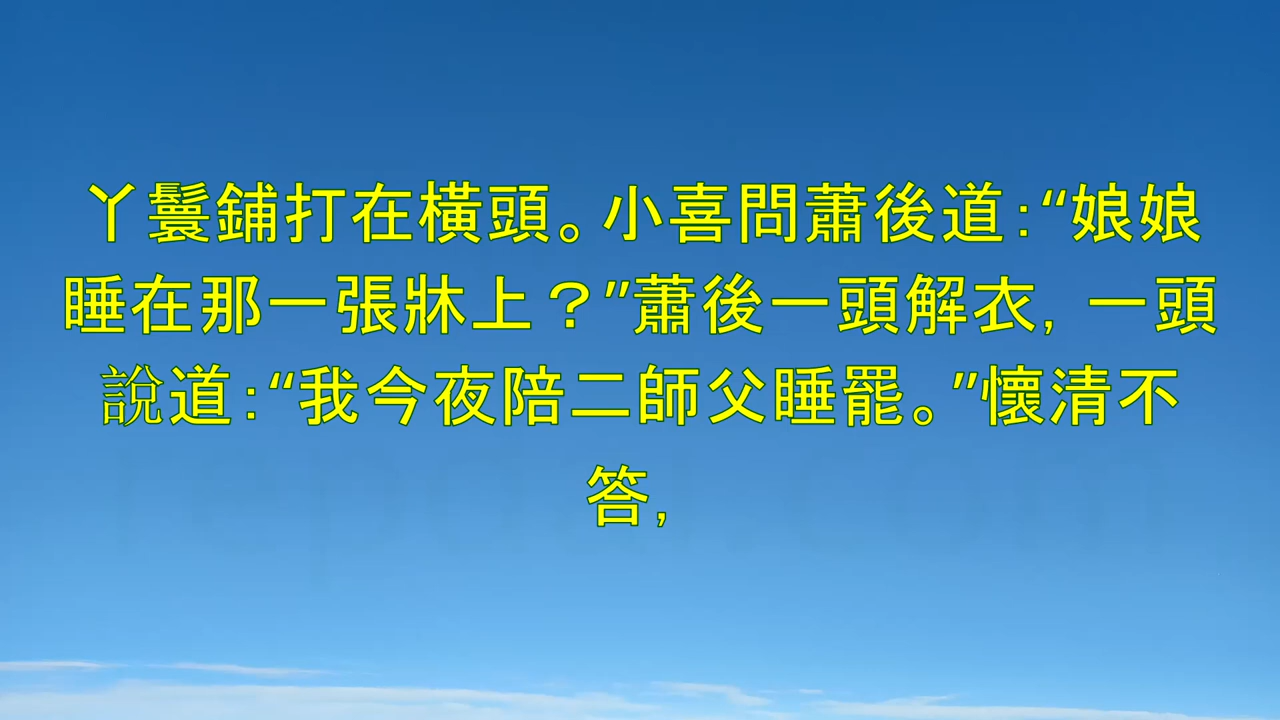 丫鬟鋪打在橫頭。小喜問蕭後道:“娘娘
睡在那一張牀上？”蕭後一頭解衣, 一頭
說道:“我今夜陪二師父睡罷。”懷清不
答,